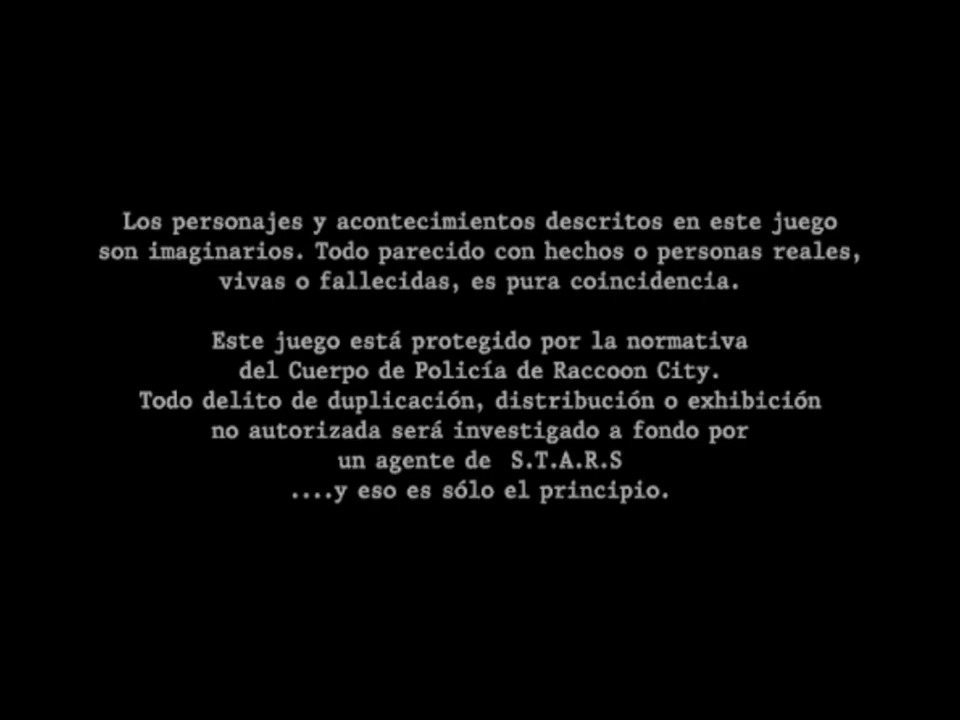 Los personajes y acontecimientos descritos en este juego
son imaginarios. Todo parecido con hechos o personas reales,
vivas o fallecidas, es pura coincidencia.
Este juego está protegido por la normativa
del Cuerpo de Policía de Raccoon City.
Todo delito de duplicación, distribución o exhibición
no autorizada será investigado a fondo por
un agente de  S.T.A.R.S
....y eso es sólo el principio.